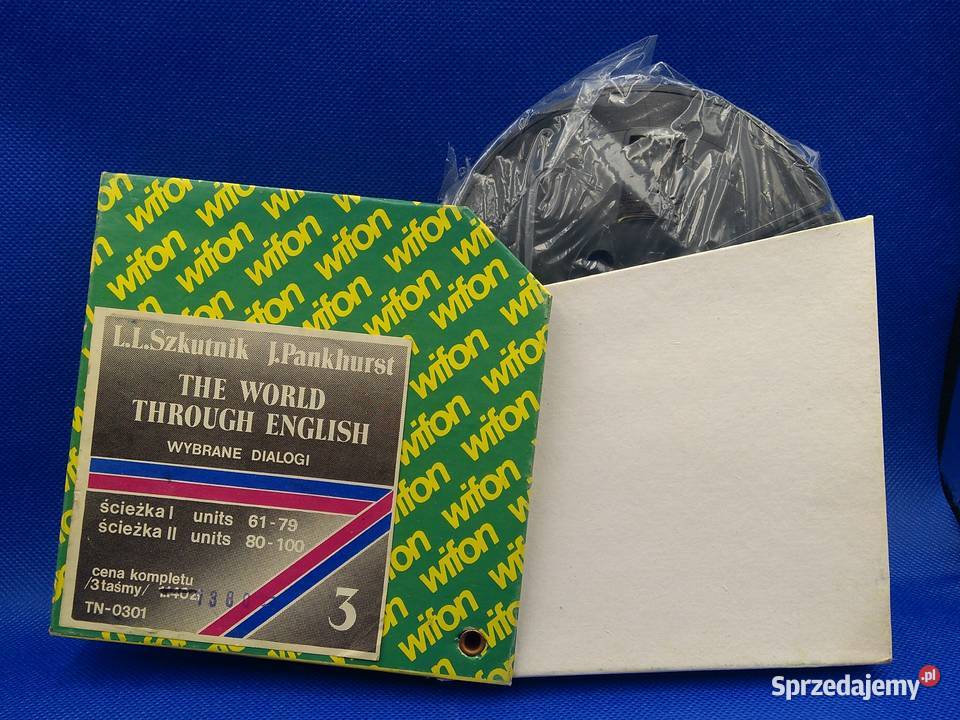 wifon
L.L.Szkutnik J.Pankhurst
THE WORLD
THROUGH ENGLISH
WYBRANE DIALOGI
ścieżka I units 61-79
ścieżka II units 80-100
cena kompletu
/3 taśmy/
TN-0301
3
Sprzedajemy.pl